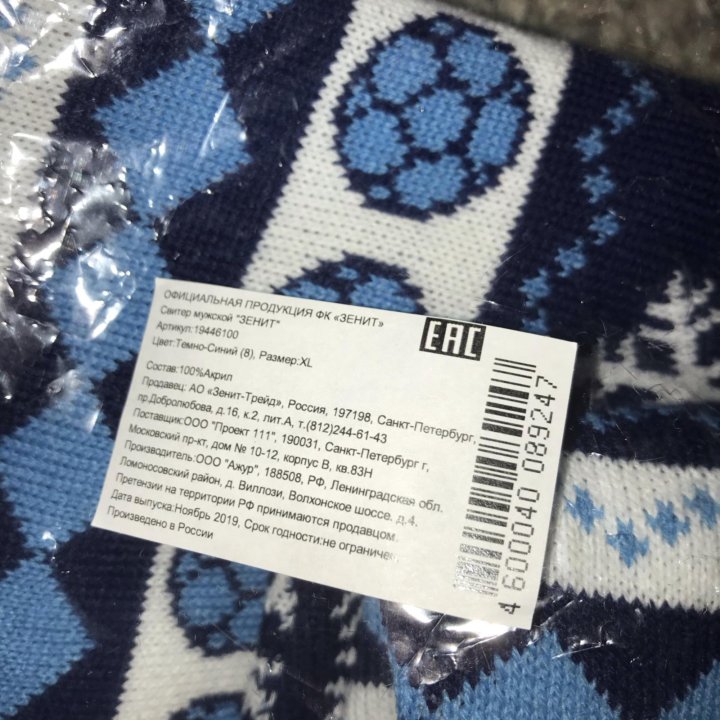 ОФИЦИАЛЬНАЯ ПРОДУКЦИЯ ФК «ЗЕНИТ»
Свитер мужской "ЗЕНИТ"
Артикул:19446100
Цвет:Темно-Синий (8), Размер:XL
EAC
Состав:100%Акрил
Продавец: АО «Зенит-Трейд», Россия, 197198, Санкт-Петербург,
пр.Добролюбова, д.16, к.2, лит.А, т.(812)244-61-43
Поставщик:ООО "Проект 111", 190031, Санкт-Петербург г,
Московский пр-кт, дом № 10-12, корпус В, кв.83Н
Производитель:ООО "Ажур", 188508, РФ, Ленинградская обл.
Ломоносовский район, д. Виллози, Волхонское шоссе, д.4,
Претензии на территории РФ принимаются продавцом
Дата выпуска:Ноябрь 2019, Срок годности:не ограничен
Произведено в России
4 600040 089247